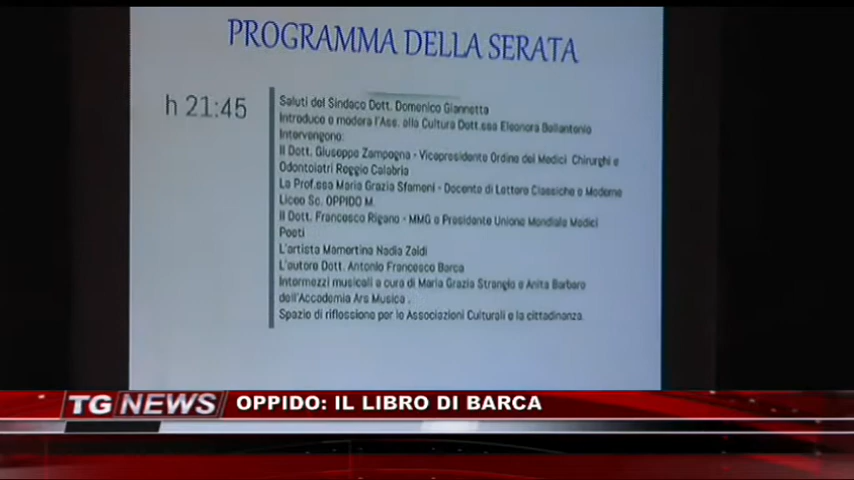 PROGRAMMA DELLA SERATA
h 21:45
Saluti del Sindaco Dott. Domenico Giannetta
Introduce e modera l'Ass. alla Cultura Dott.ssa Eleonora Ballantonio
Intervengono:
Il Dott. Giuseppe Zampogna - Vicepresidente Ordine dei Medici Chirurghi e
Odontoiatri Reggio Calabria
La Prof.ssa Maria Grazia Sfameni - Docente di Lettere Classiche e Moderne
Liceo Sc. OPPIDO M.
Il Dott. Francesco Rigano - MMG e Presidente Unione Mondiale Medici
Poeti
L'artista Mamertina Nadia Zaidi
L'autore Dott. Antonio Francesco Barca
Intermezzi musicali a cura di Maria Grazia Strangio e Anita Barbaro
dell'Accademia Ars Musica .
Spazio di riflessione per le Associazioni Culturali e la cittadinanza.
TG NEWS OPPIDO: IL LIBRO DI BARCA